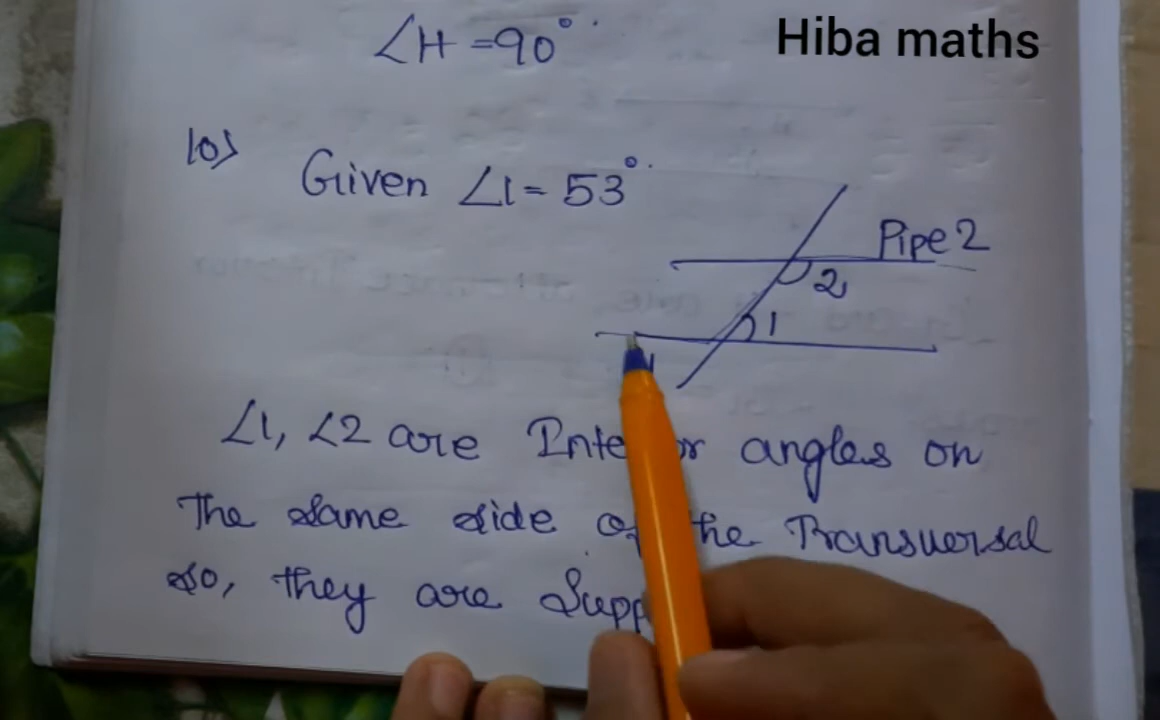 ∠H = 90°
Hiba maths
10)
Given ∠1 = 53°.
Pipe 2
2
1
∠1, ∠2 are angles on
The same side the Transversal
so, they are